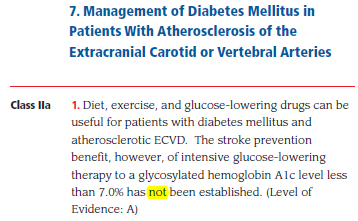 7. Management of Diabetes Mellitus in
Patients With Atherosclerosis of the
Extracranial Carotid or Vertebral Arteries
Class IIa 1. Diet, exercise, and glucose-lowering drugs can be
useful for patients with diabetes mellitus and
atherosclerotic ECVD. The stroke prevention
benefit, however, of intensive glucose-lowering
therapy to a glycosylated hemoglobin A1c level less
than 7.0% has not been established. (Level of
Evidence: A)